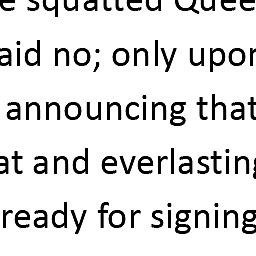 e squatted Quee
aid no; only upon
announcing that
at and everlasting
ready for signing